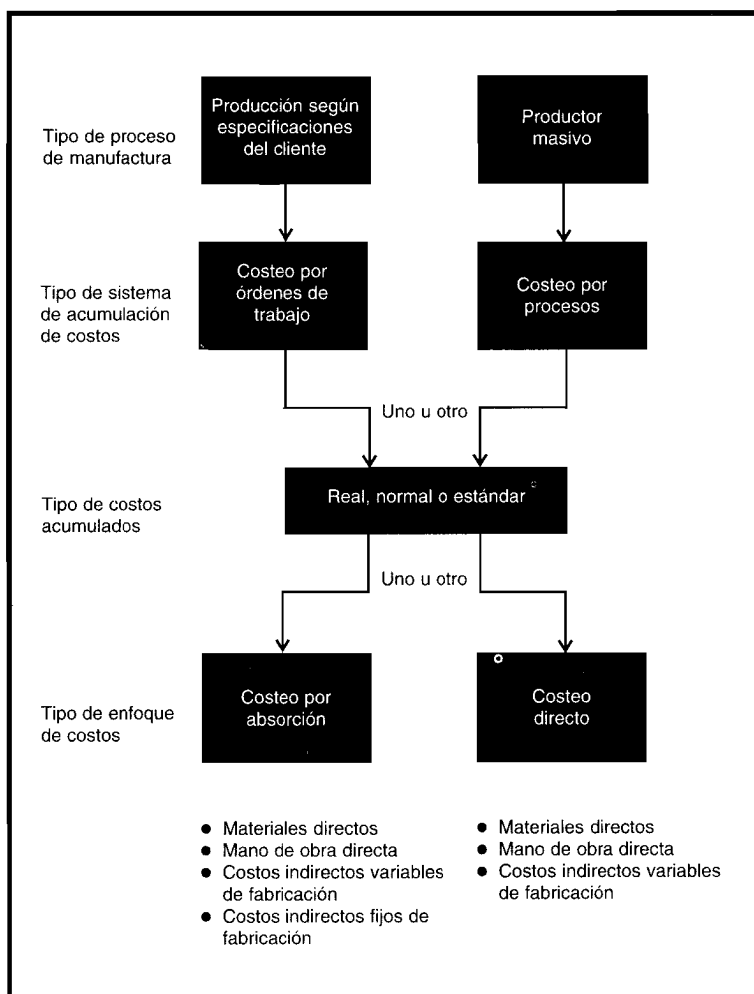 Tipo de proceso
de manufactura
Producción según
especificaciones
del cliente
Productor
masivo
Tipo de sistema
de acumulación
de costos
Costeo por
órdenes de
trabajo
Costeo por
procesos
Uno u otro
Tipo de costos
acumulados
Real, normal o estándar
Uno u otro
Tipo de enfoque
de costos
Costeo por
absorción
Costeo
directo
● Materiales directos
● Mano de obra directa
● Costos indirectos variables
de fabricación
● Costos indirectos fijos de
fabricación
● Materiales directos
● Mano de obra directa
● Costos indirectos variables
de fabricación